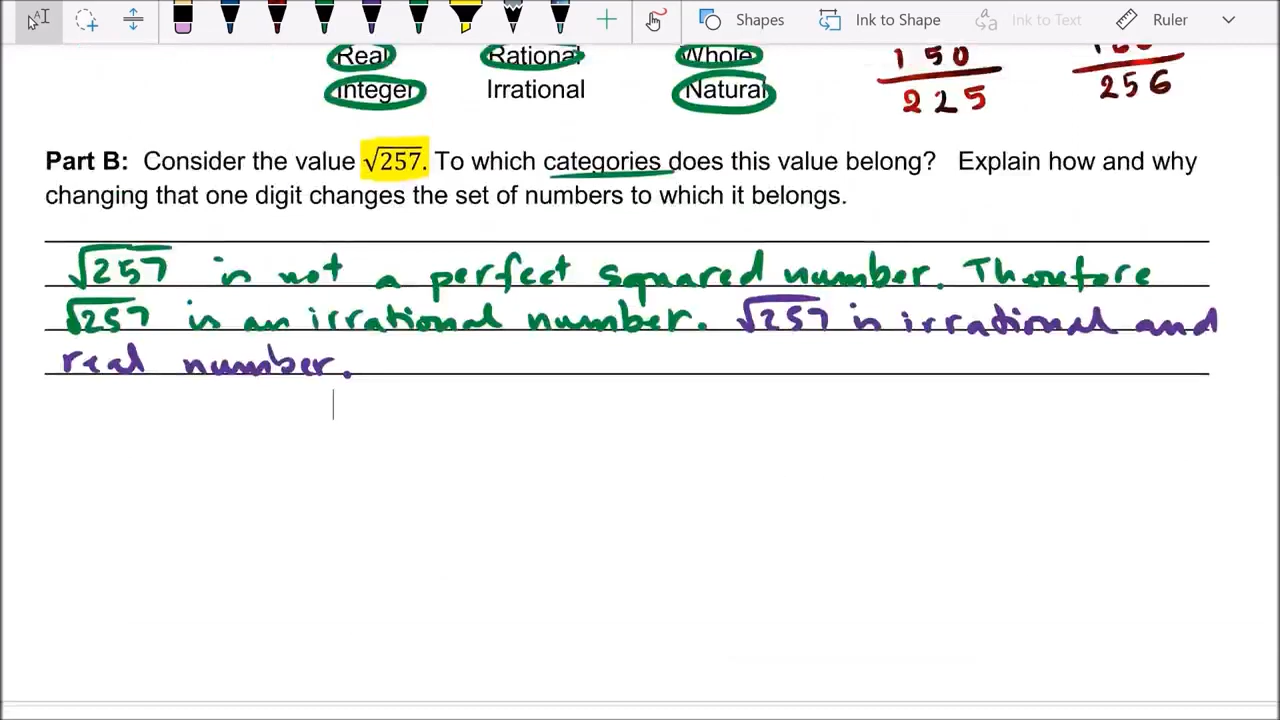 Shapes Ink to Shape Ink to Text Ruler
Real Rational Whole 150
Integer Irrational Natural 225 256
Part B: Consider the value √257. To which categories does this value belong? Explain how and why
changing that one digit changes the set of numbers to which it belongs.
√257 is not a perfect squared number. Therefore
√257 is an irrational number. √257 is irrational and
real number.